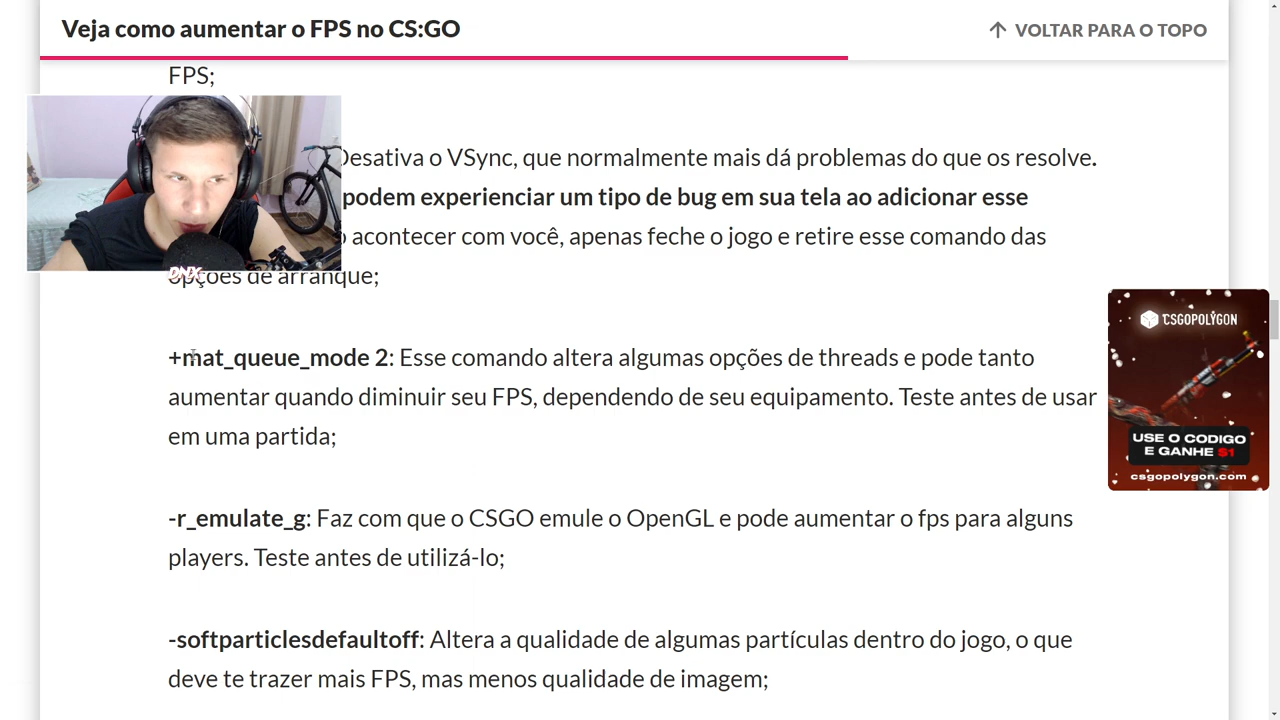 Veja como aumentar o FPS no CS:GO
VOLTAR PARA O TOPO
FPS;
Desativa o VSync, que normalmente mais dá problemas do que os resolve.
podem experienciar um tipo de bug em sua tela ao adicionar esse
acontecer com você, apenas feche o jogo e retire esse comando das
opções de arranque;
DNX
+mat_queue_mode 2: Esse comando altera algumas opções de threads e pode tanto
aumentar quando diminuir seu FPS, dependendo de seu equipamento. Teste antes de usar
em uma partida;
-r_emulate_g: Faz com que o CSGO emule o OpenGL e pode aumentar o fps para alguns
players. Teste antes de utilizá-lo;
-softparticlesdefaultoff: Altera a qualidade de algumas partículas dentro do jogo, o que
deve te trazer mais FPS, mas menos qualidade de imagem;
CSGOPOLYGON
USE O CODIGO
E GANHE $1
csgopolygon.com